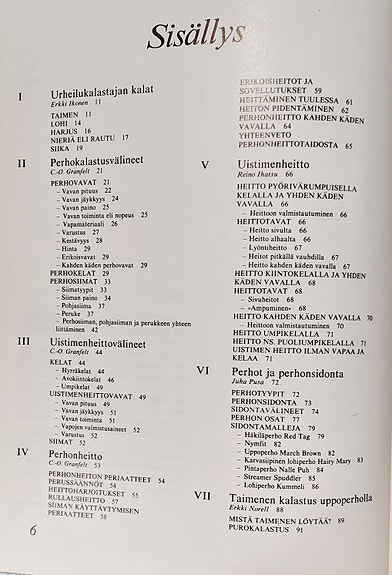 Sisällys
I Urheilukalastajan kalat
Erkki Ikonen 11
TAIMEN 11
LOHI 14
HARJUS 16
NIERIÄ ELI RAUTU 17
SIIKA 19
II Perhokalastusvälineet
C-O. Granfelt 21
PERHOVAVAT 21
– Vavan pituus 22
– Vavan jäykkyys 24
– Vavan paino 25
– Vavan toiminta eli nopeus 25
– Vapamateriaali 26
– Varustus 27
– Kestävyys 28
– Hinta 29
– Erikoisvavat 29
– Kahden käden perhovavat 29
PERHOKELAT 29
PERHOSIIMAT 33
– Siimatyypit 33
– Siiman paino 34
– Pohjasiima 37
– Peruke 37
– Perhosiiman, pohjasiiman ja perukkeen yhteen
liittäminen 42
III Uistimenheittovälineet
C-O. Granfelt 44
KELAT 44
– Hyrräkelat 44
– Avokiintokelat 46
– Umpikelat 49
UISTIMENHEITTOVAVAT 49
– Vavan pituus 49
– Vavan jäykkyys 51
– Vavan toiminta 51
– Vapojen valmistusaineet 52
– Varustus 52
SIIMAT 52
IV Perhonheitto
C-O. Granfelt 53
PERHONHEITON PERIAATTEET 54
PERUSSÄÄNNÖT 54
HEITTOHARJOITUKSET 55
RULLAUSHEITTO 57
SIIMAN KÄYTTÄYTYMISEN
PERIAATTEET 58
6
ERIKOISHEITOT JA
SOVELLUTUKSET 59
HEITTÄMINEN TUULESSA 61
HEITON PIDENTÄMINEN 62
PERHONHEITTO KAHDEN KÄDEN
VAVALLA 64
YHTEENVETO
PERHONHEITTOTAIDOSTA 65
V Uistimenheitto
Reino Ihatsu 66
HEITTO PYÖRIVÄRUMPUISELLA
KELALLA JA YHDEN KÄDEN
VAVALLA 66
– Heittoon valmistautuminen 66
HEITTOTAVAT 66
– Heitto sivulta 66
– Heitto alhaalta 66
– Lyöntiheitto 67
– Heitot pitkällä vauhdilla 67
– Heitto kahden käden vavalla 67
HEITTO KIINTOKELALLA JA YHDEN
KÄDEN VAVALLA 68
HEITTOTAVAT 68
– Sivuheitot 68
– »Ampuminen» 68
HEITTO KAHDEN KÄDEN VAVALLA 70
– Heittoon valmistautuminen 70
HEITTO UMPIKELALLA 71
HEITTO NS. PUOLIUMPIKELALLA 71
UISTIMEN HEITTO ILMAN VAPAA JA
KELAA 71
VI Perhot ja perhonsidonta
Juha Pusa 72
PERHOTYYPIT 72
PERHONSIDONTA 73
SIDONTAVÄLINEET 74
PERHON OSAT 77
SIDONTAMALLEJA 79
– Häkiläperho Red Tag 79
– Nymfit 82
– Uppoperho March Brown 82
– Karvasiipinen lohiperho Hairy Mary 83
– Pintaperho Nalle Puh 84
– Streamer Spuddler 85
– Lohiperho Kummeli 86
VII Taimenen kalastus uppoperholla
Erkki Norell 88
MISTÄ TAIMENEN LÖYTÄÄ? 89
PUROKALASTUS 91